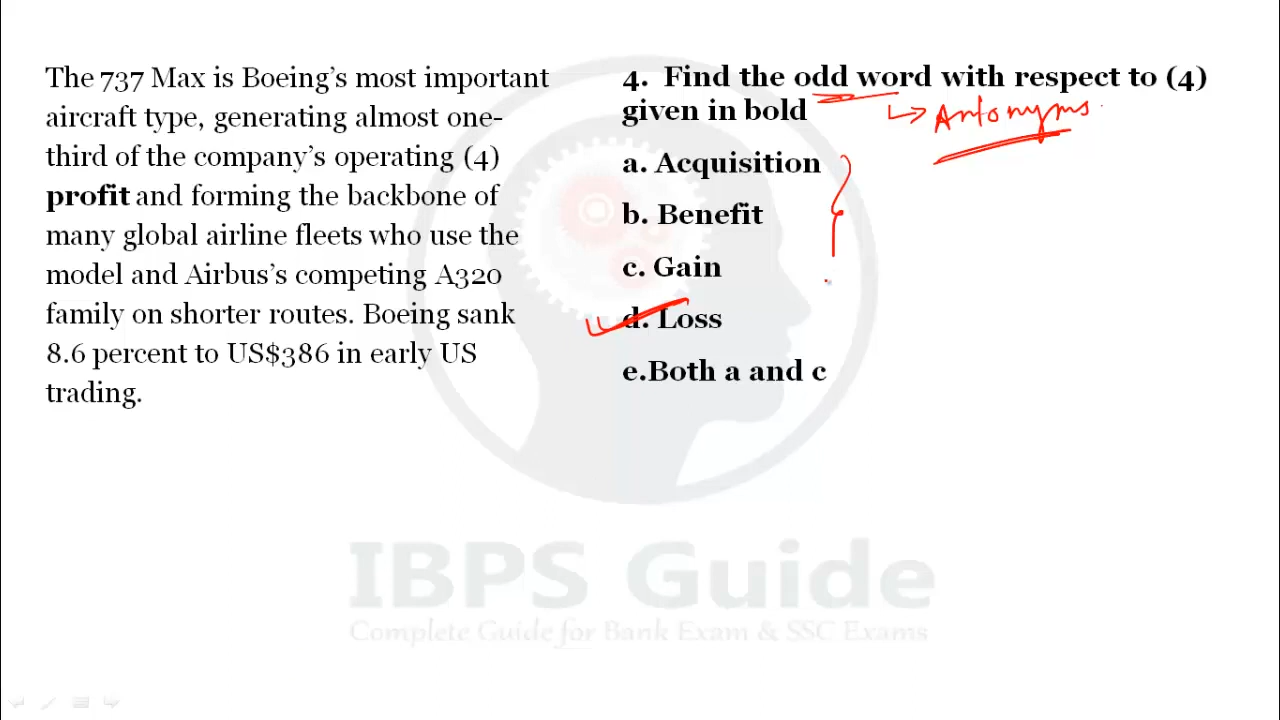 The 737 Max is Boeing's most important
aircraft type, generating almost one-
third of the company's operating (4)
profit and forming the backbone of
many global airline fleets who use the
model and Airbus's competing A320
family on shorter routes. Boeing sank
8.6 percent to US$386 in early US
trading.
4. Find the odd word with respect to (4)
given in bold
Antonyms
a. Acquisition
b. Benefit
c. Gain
d. Loss
e.Both a and c
IBPS Guide
Complete Guide for Bank Exam & SSC Exams